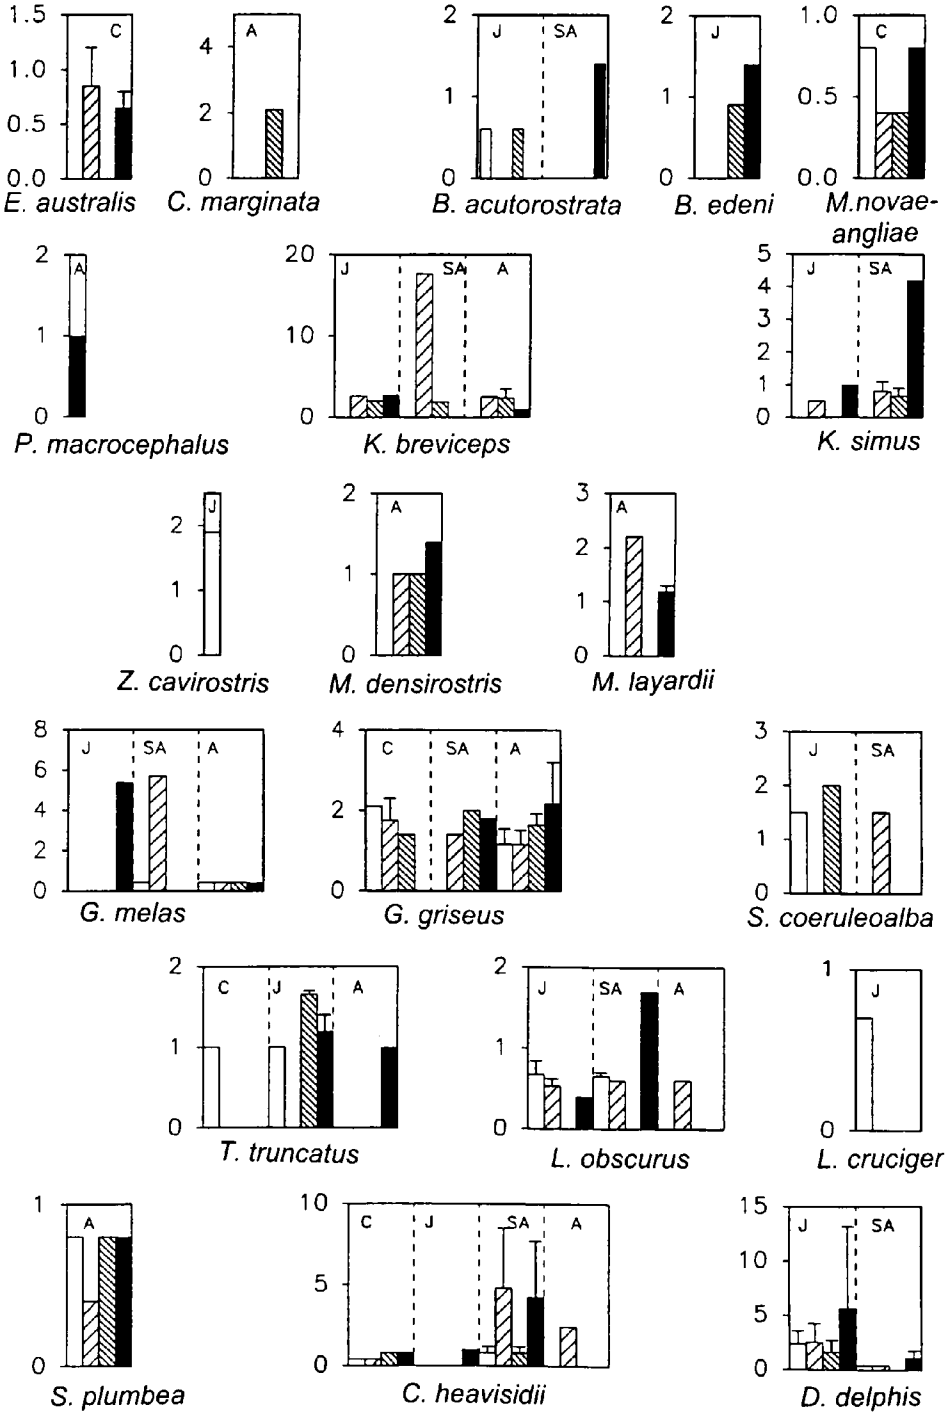 1.5
1.0
0.5
0.0
C
E. australis
4
2
0
A
C. marginata
2
1
0
J SA
B. acutorostrata
2
1
0
J
B. edeni
1.0
0.5
0.0
C
M.novae-
angliae
2
1
0
A
P. macrocephalus
20
10
0
J SA A
K. breviceps
5
4
3
2
1
0
J SA
K. simus
2
1
0
J
Z. cavirostris
2
1
0
A
M. densirostris
3
2
1
0
A
M. layardii
8
6
4
2
0
J SA A
G. melas
4
2
0
C SA A
G. griseus
3
2
1
0
J SA
S. coeruleoalba
2
1
0
C J A
T. truncatus
2
1
0
J SA A
L. obscurus
1
0
J
L. cruciger
1
0
A
S. plumbea
10
5
0
C J SA A
C. heavisidii
15
10
5
0
J SA
D. delphis